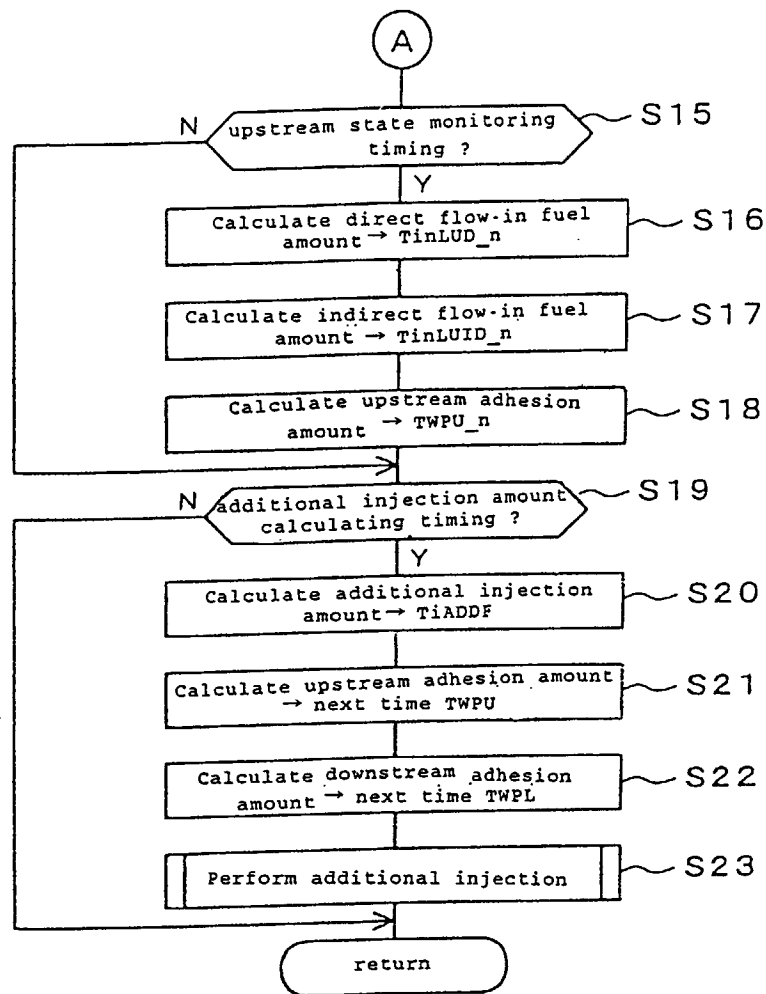 A
N
upstream state monitoring
timing ?
S15
Y
Calculate direct flow-in fuel
amount → TinLUD_n
S16
Calculate indirect flow-in fuel
amount → TinLUID_n
S17
Calculate upstream adhesion
amount → TWPU_n
S18
N
additional injection amount
calculating timing ?
S19
Y
Calculate additional injection
amount → TiADDF
S20
Calculate upstream adhesion amount
→ next time TWPU
S21
Calculate downstream adhesion
amount → next time TWPL
S22
Perform additional injection
S23
return